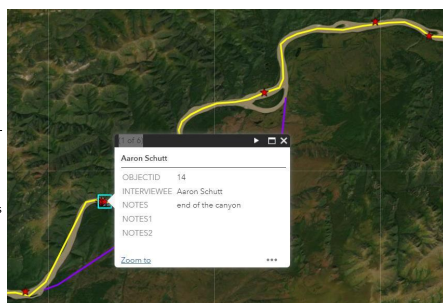 1 of 6
Aaron Schutt
OBJECTID 14
INTERVIEWEE Aaron Schutt
NOTES end of the canyon
NOTES1
NOTES2
Zoom to